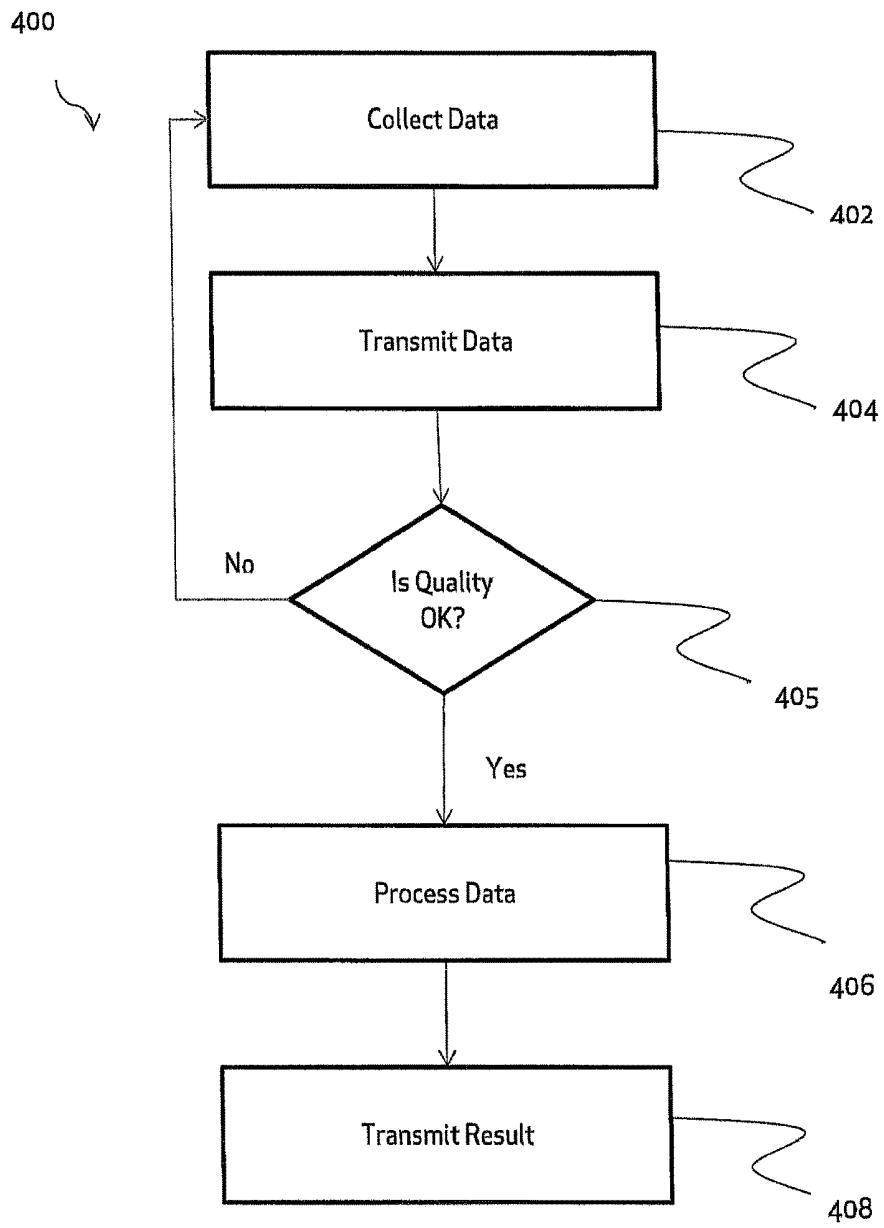 400
Collect Data
402
Transmit Data
404
No
Is Quality
OK?
405
Yes
Process Data
406
Transmit Result
408